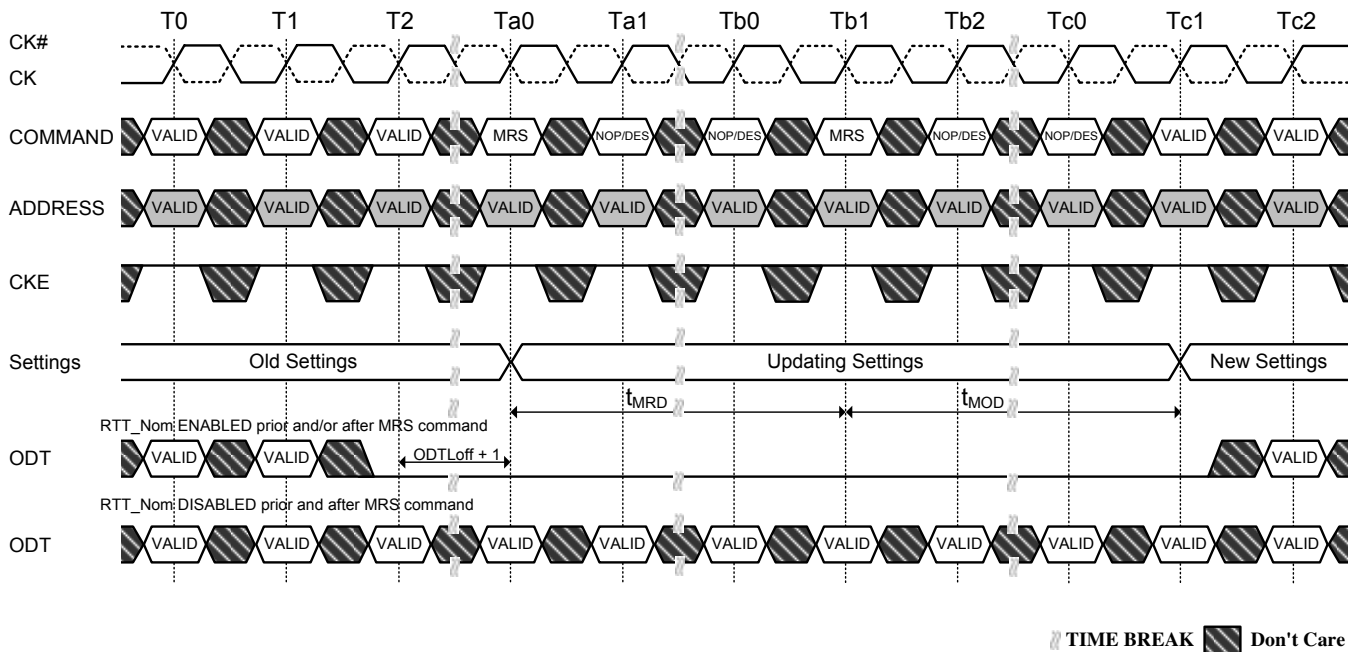 T0 T1 T2 Ta0 Ta1 Tb0 Tb1 Tb2 Tc0 Tc1 Tc2
CK#
CK
COMMAND VALID VALID VALID MRS NOP/DES NOP/DES MRS NOP/DES NOP/DES VALID VALID
ADDRESS VALID VALID VALID VALID VALID VALID VALID VALID VALID VALID VALID
CKE
Settings Old Settings Updating Settings New Settings
tMRD tMOD
RTT_Nom ENABLED prior and/or after MRS command
ODT VALID VALID ODTLoff + 1 VALID
RTT_Nom DISABLED prior and after MRS command
ODT VALID VALID VALID VALID VALID VALID VALID VALID VALID VALID VALID
TIME BREAK Don't Care